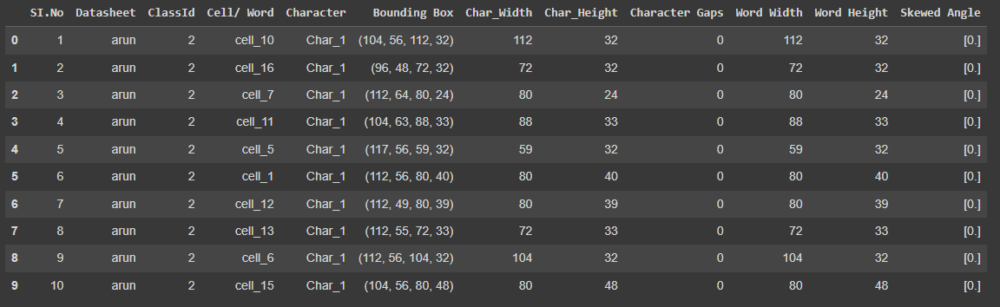 SI.No Datasheet ClassId Cell/ Word Character Bounding Box Char_Width Char_Height Character Gaps Word Width Word Height Skewed Angle
0 1 arun 2 cell_10 Char_1 (104, 56, 112, 32) 112 32 0 112 32 [0.]
1 2 arun 2 cell_16 Char_1 (96, 48, 72, 32) 72 32 0 72 32 [0.]
2 3 arun 2 cell_7 Char_1 (112, 64, 80, 24) 80 24 0 80 24 [0.]
3 4 arun 2 cell_11 Char_1 (104, 63, 88, 33) 88 33 0 88 33 [0.]
4 5 arun 2 cell_5 Char_1 (117, 56, 59, 32) 59 32 0 59 32 [0.]
5 6 arun 2 cell_1 Char_1 (112, 56, 80, 40) 80 40 0 80 40 [0.]
6 7 arun 2 cell_12 Char_1 (112, 49, 80, 39) 80 39 0 80 39 [0.]
7 8 arun 2 cell_13 Char_1 (112, 55, 72, 33) 72 33 0 72 33 [0.]
8 9 arun 2 cell_6 Char_1 (112, 56, 104, 32) 104 32 0 104 32 [0.]
9 10 arun 2 cell_15 Char_1 (104, 56, 80, 48) 80 48 0 80 48 [0.]